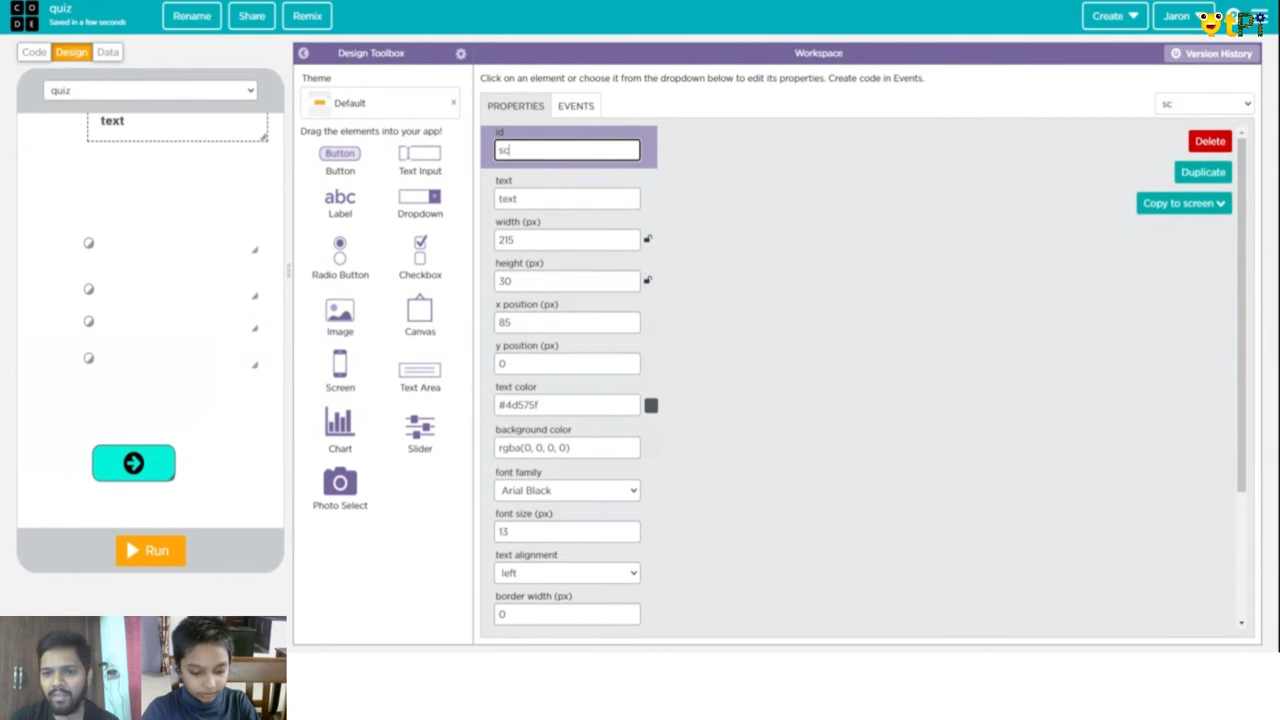 CO
DE
quiz
Saved in a few seconds
Rename
Share
Remix
Create
Jaron
utPi
Code
Design
Data
Design Toolbox
Workspace
Version History
quiz
text
Run
Theme
Default
Drag the elements into your app!
Button
Button
Text Input
abc
Label
Dropdown
Radio Button
Checkbox
Image
Canvas
Screen
Text Area
Chart
Slider
Photo Select
Click on an element or choose it from the dropdown below to edit its properties. Create code in Events.
PROPERTIES
EVENTS
sc
id
sc
text
text
width (px)
215
height (px)
30
x position (px)
85
y position (px)
0
text color
#4d575f
background color
rgba(0, 0, 0, 0)
font family
Arial Black
font size (px)
13
text alignment
left
border width (px)
0
Delete
Duplicate
Copy to screen